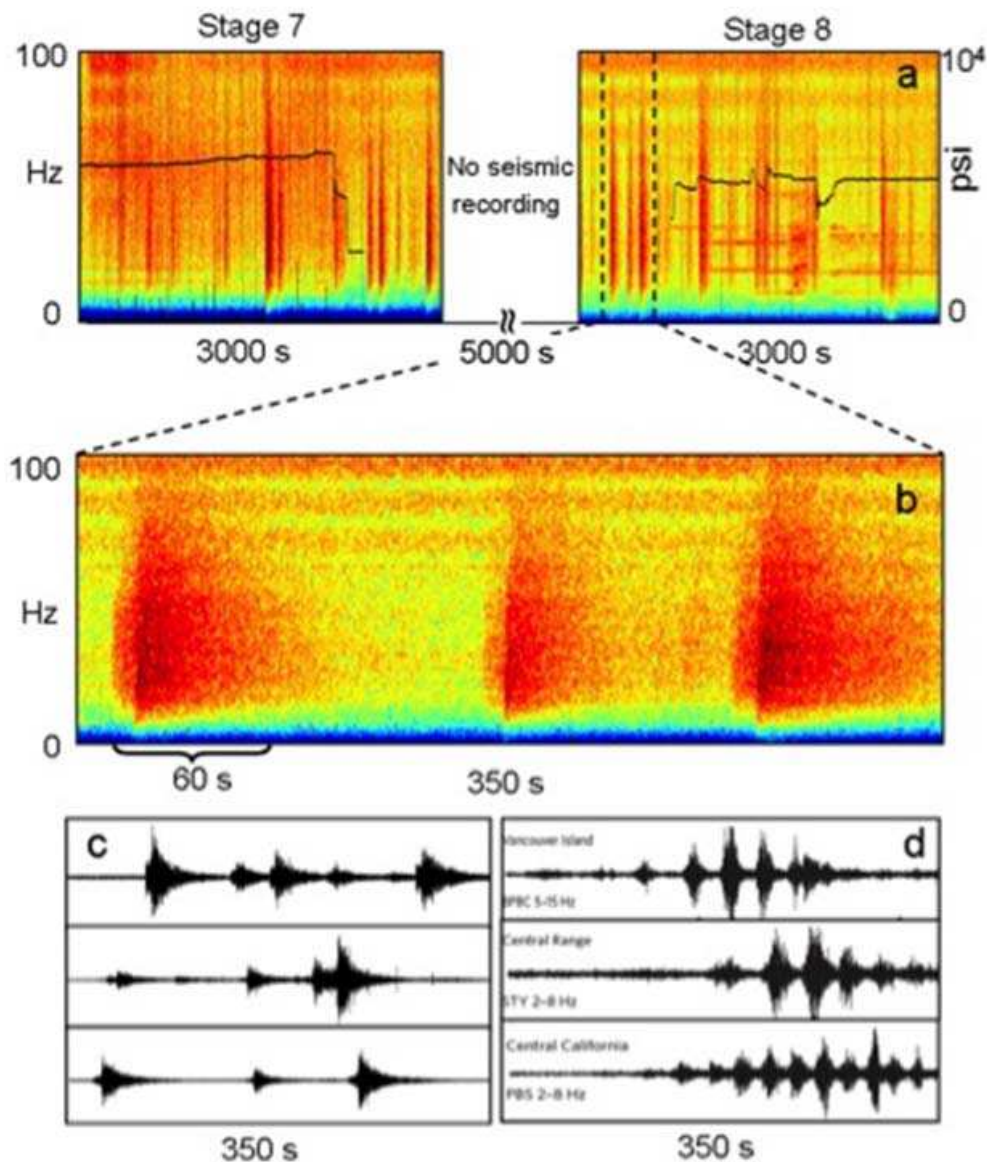 Stage 7
Stage 8
100
Hz
0
a
10⁴
psi
0
No seismic
recording
3000 s
5000 s
3000 s
100
Hz
0
b
60 s
350 s
c
350 s
d
Vancouver Island
BPBC 5-15 Hz
Central Range
STY 2-8 Hz
Central California
PBS 2-8 Hz
350 s